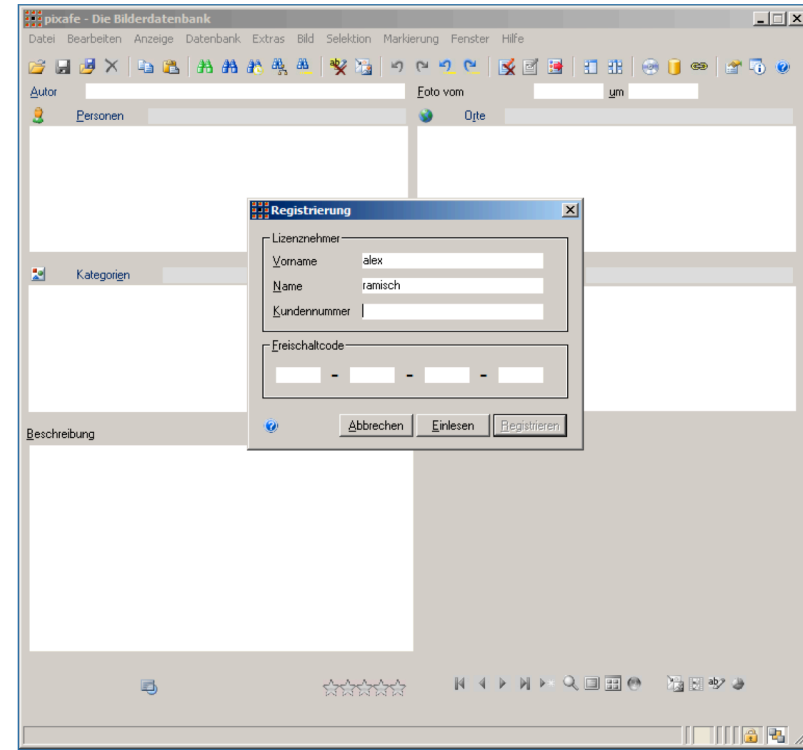 pixafe - Die Bilderdatenbank
Datei Bearbeiten Anzeige Datenbank Extras Bild Selektion Markierung Fenster Hilfe
Autor Foto vom um
Personen Orte
Registrierung
Lizenznehmer
Vorname alex
Name ramisch
Kategorien
Kundennummer
Freischaltcode
- - -
Abbrechen Einlesen Registrieren
Beschreibung